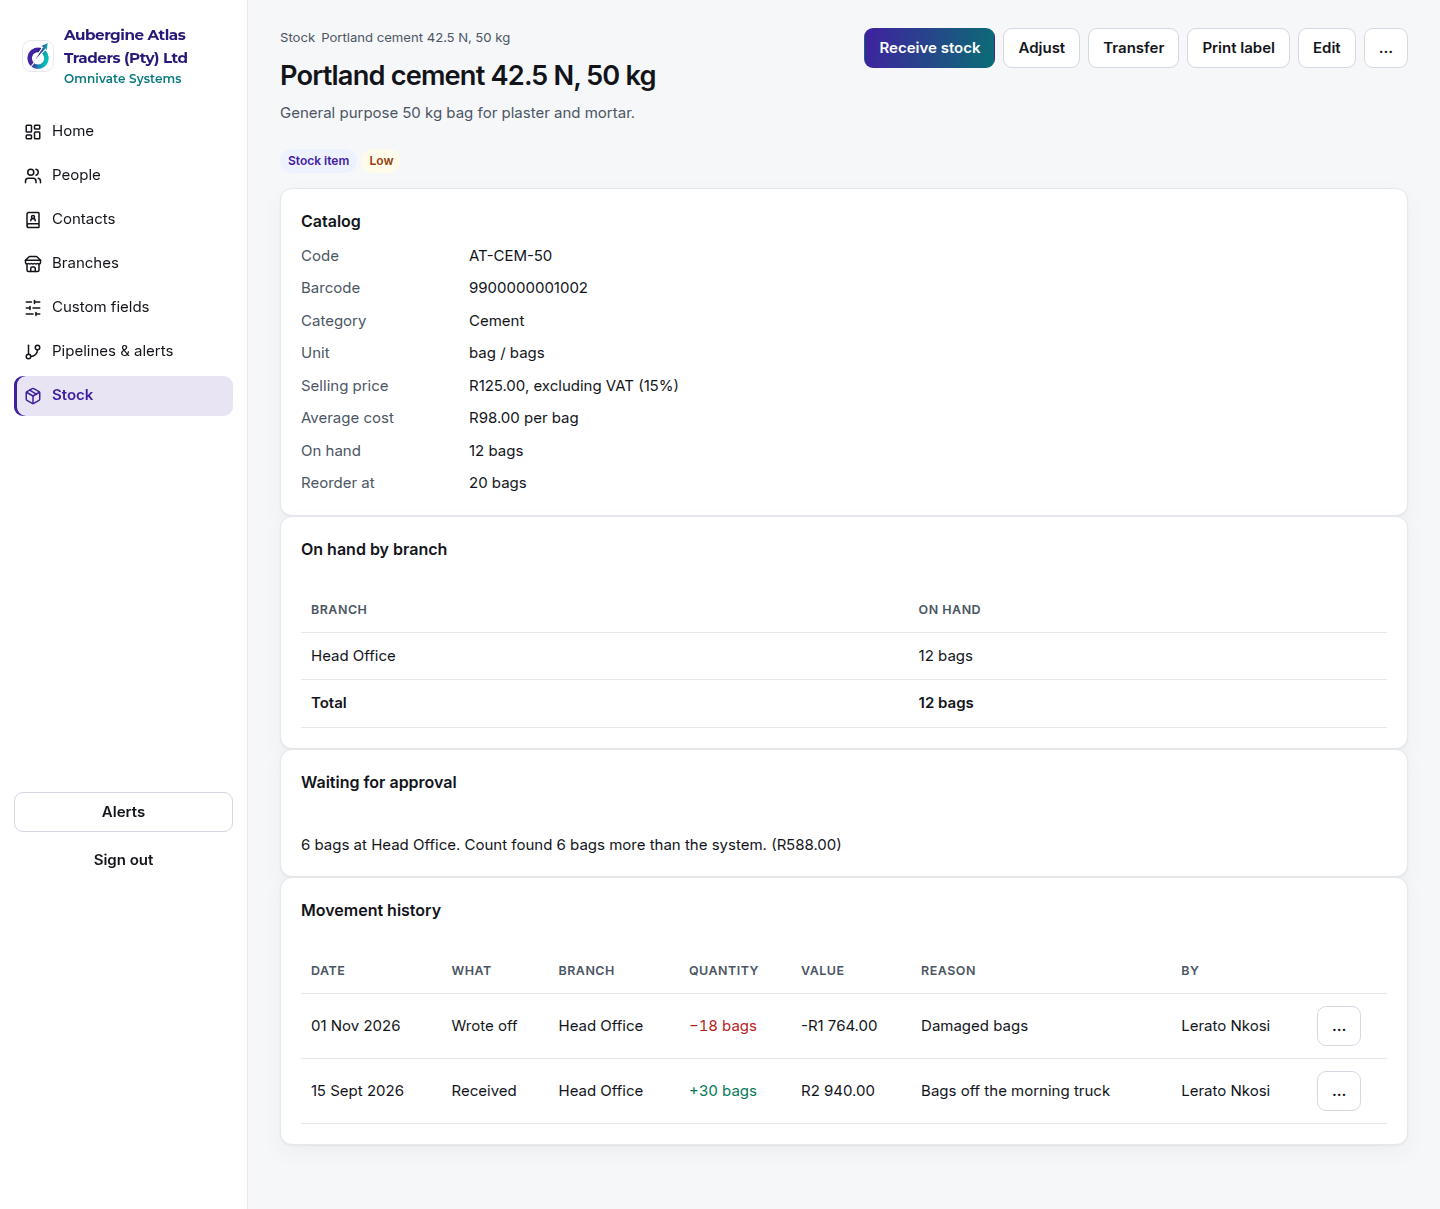 Aubergine Atlas
Traders (Pty) Ltd
Omnivate Systems
Home
People
Contacts
Branches
Custom fields
Pipelines & alerts
Stock
Alerts
Sign out
Stock Portland cement 42.5 N, 50 kg
Receive stock Adjust Transfer Print label Edit ...
Portland cement 42.5 N, 50 kg
General purpose 50 kg bag for plaster and mortar.
Stock item Low
Catalog
Code AT-CEM-50
Barcode 9900000001002
Category Cement
Unit bag / bags
Selling price R125.00, excluding VAT (15%)
Average cost R98.00 per bag
On hand 12 bags
Reorder at 20 bags
On hand by branch
BRANCH ON HAND
Head Office 12 bags
Total 12 bags
Waiting for approval
6 bags at Head Office. Count found 6 bags more than the system. (R588.00)
Movement history
DATE WHAT BRANCH QUANTITY VALUE REASON BY
01 Nov 2026 Wrote off Head Office −18 bags -R1 764.00 Damaged bags Lerato Nkosi ...
15 Sept 2026 Received Head Office +30 bags R2 940.00 Bags off the morning truck Lerato Nkosi ...